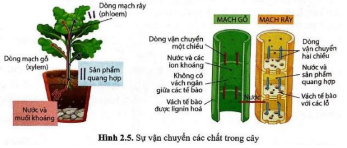 Dòng mạch rây
(phloem)
Dòng mạch gỗ
(xylem)
Sản phẩm
quang hợp
Nước và
muối khoáng
MẠCH GỖ
MẠCH RÂY
Dòng vận chuyển
một chiều
Nước và các
ion khoáng
Không có
vách ngăn
giữa các tế bào
Vách tế bào
được lignin hoá
Nước
Dòng
vận chuyển
hai chiều
Nước và
sản phẩm
quang hợp
Vách tế bào
với các lỗ
Hình 2.5. Sự vận chuyển các chất trong cây